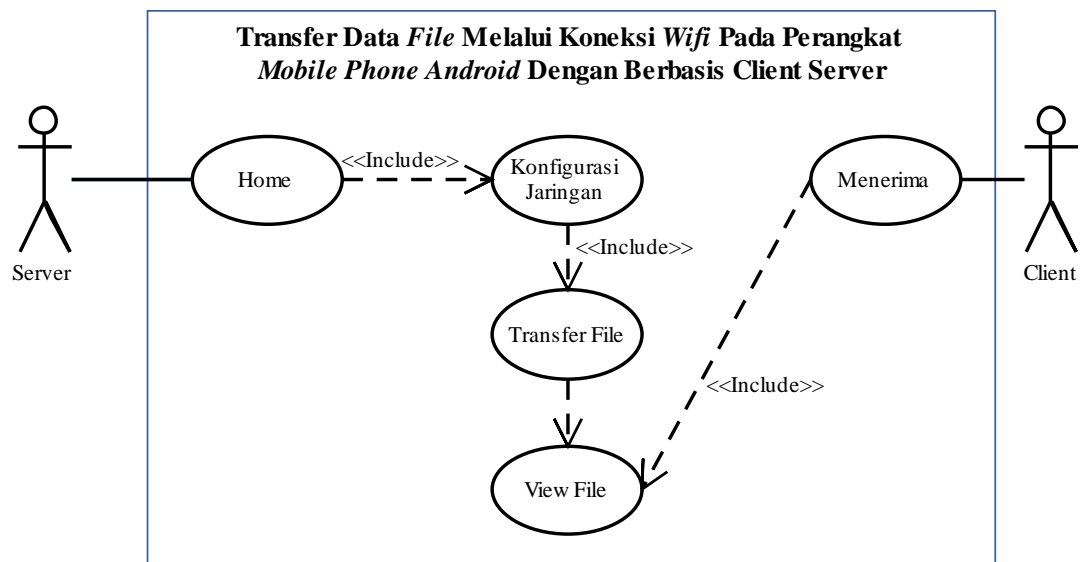 Transfer Data File Melalui Koneksi Wifi Pada Perangkat
Mobile Phone Android Dengan Berbasis Client Server
Server
Home
<<Include>>
Konfigurasi
Jaringan
<<Include>>
Transfer File
View File
Menerima
<<Include>>
Client